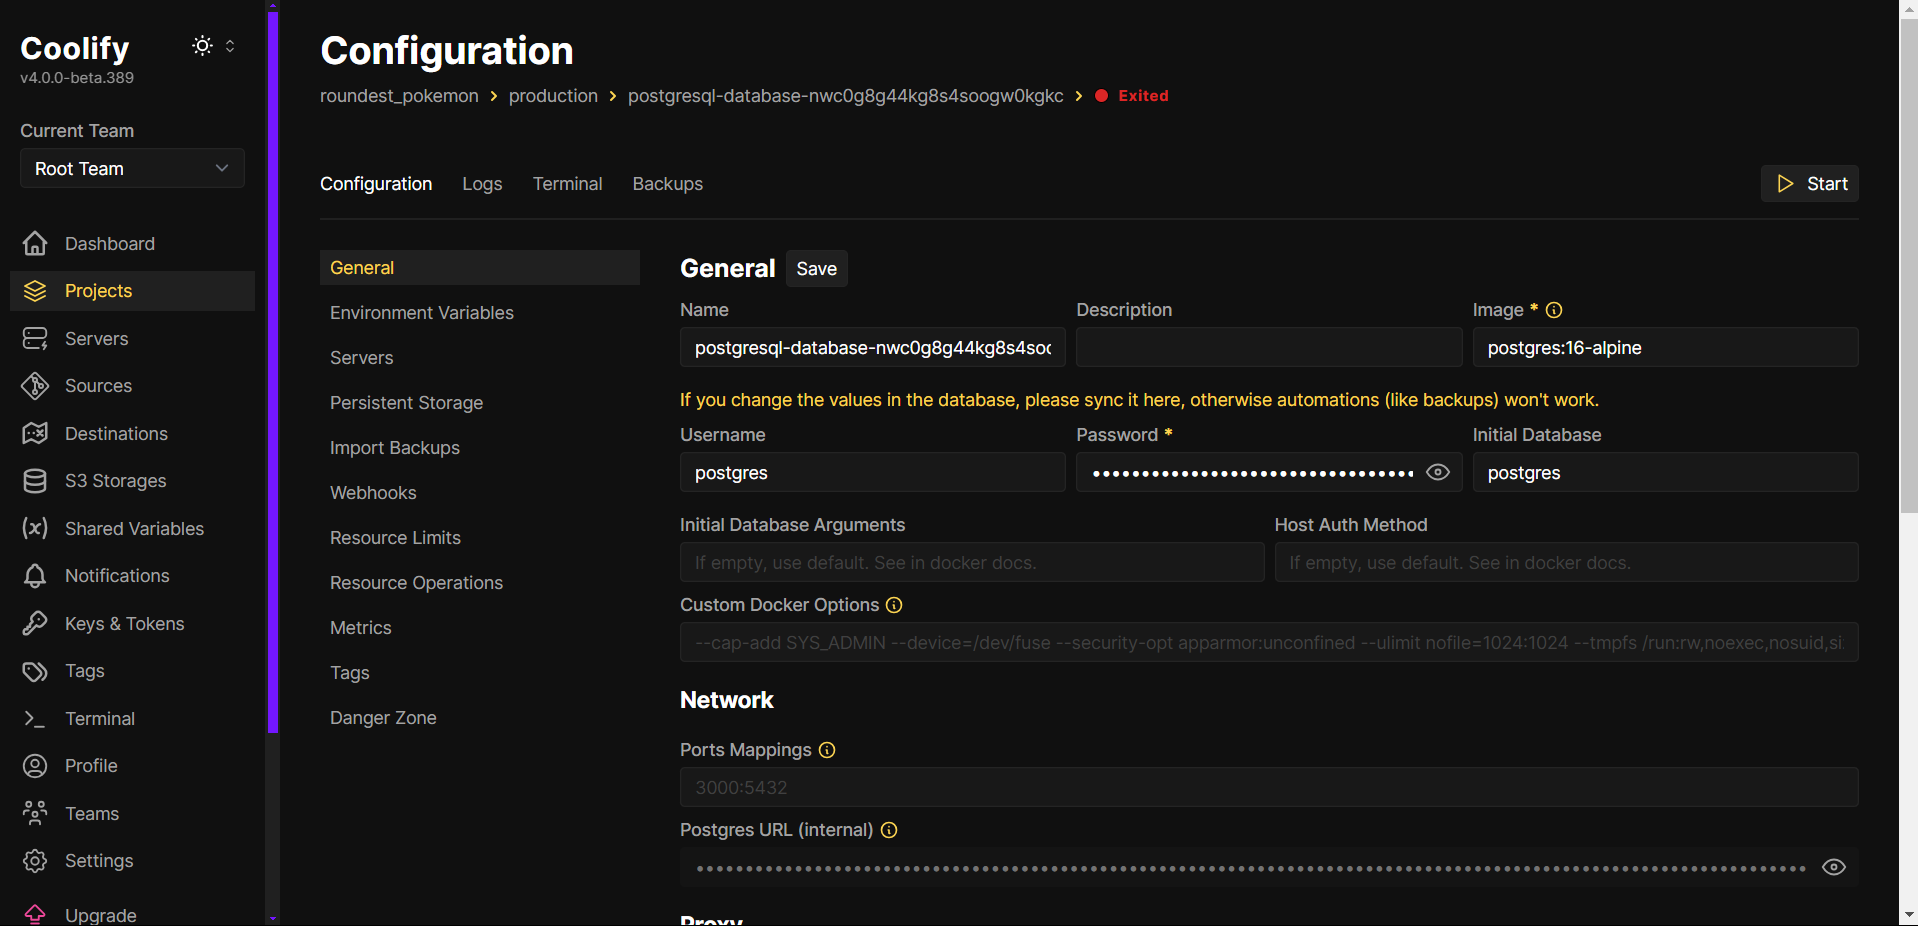 Coolify
v4.0.0-beta.389
Current Team
Root Team
Dashboard
Projects
Servers
Sources
Destinations
S3 Storages
Shared Variables
Notifications
Keys & Tokens
Tags
Terminal
Profile
Teams
Settings
Upgrade
Configuration
roundest_pokemon > production > postgresql-database-nwc0g8g44kg8s4soogw0kgkc > Exited
Configuration Logs Terminal Backups Start
General
Environment Variables
Servers
Persistent Storage
Import Backups
Webhooks
Resource Limits
Resource Operations
Metrics
Tags
Danger Zone
General Save
Name Description Image *
postgresql-database-nwc0g8g44kg8s4soc postgres:16-alpine
If you change the values in the database, please sync it here, otherwise automations (like backups) won't work.
Username Password * Initial Database
postgres •••••••••••••••••••••••••••••••• postgres
Initial Database Arguments Host Auth Method
If empty, use default. See in docker docs. If empty, use default. See in docker docs.
Custom Docker Options
--cap-add SYS_ADMIN --device=/dev/fuse --security-opt apparmor:unconfined --ulimit nofile=1024:1024 --tmpfs /run:rw,noexec,nosuid,si
Network
Ports Mappings
3000:5432
Postgres URL (internal)
Proxy